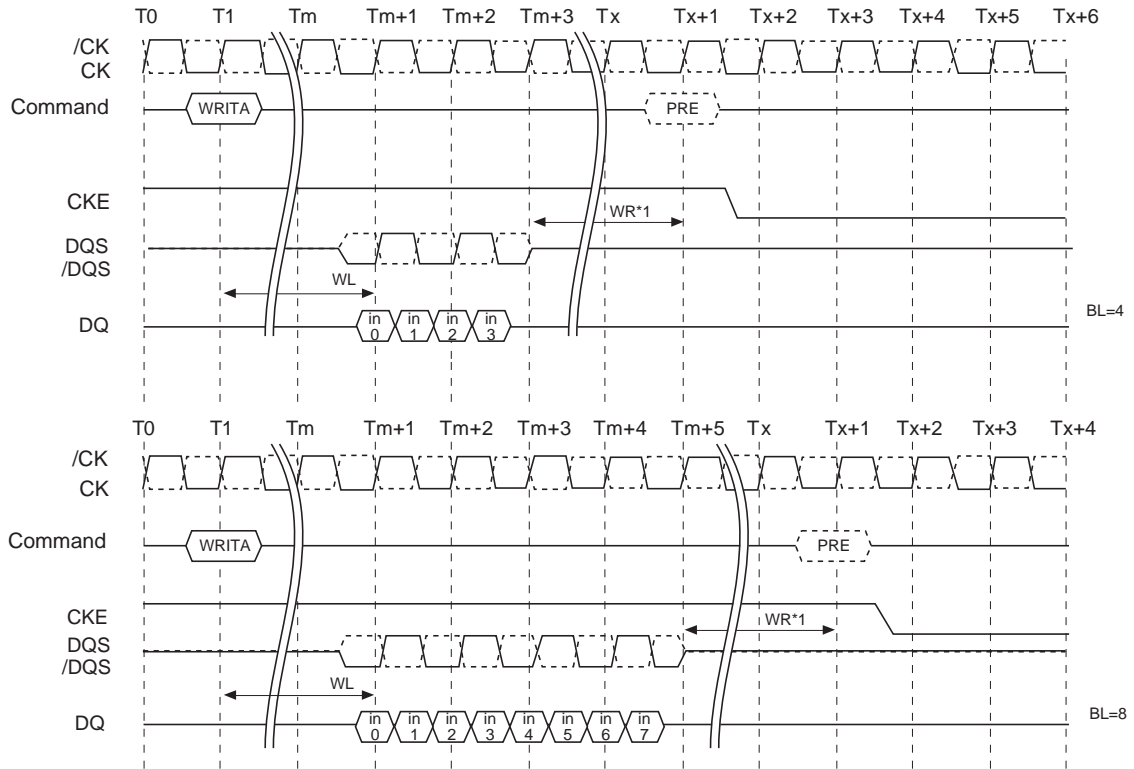 T0 T1 Tm Tm+1 Tm+2 Tm+3 Tx Tx+1 Tx+2 Tx+3 Tx+4 Tx+5 Tx+6
/CK
CK
Command WRITA PRE
CKE
WR*1
DQS
/DQS
WL
DQ in 0 in 1 in 2 in 3
BL=4
T0 T1 Tm Tm+1 Tm+2 Tm+3 Tm+4 Tm+5 Tx Tx+1 Tx+2 Tx+3 Tx+4
/CK
CK
Command WRITA PRE
CKE
WR*1
DQS
/DQS
WL
DQ in 0 in 1 in 2 in 3 in 4 in 5 in 6 in 7
BL=8